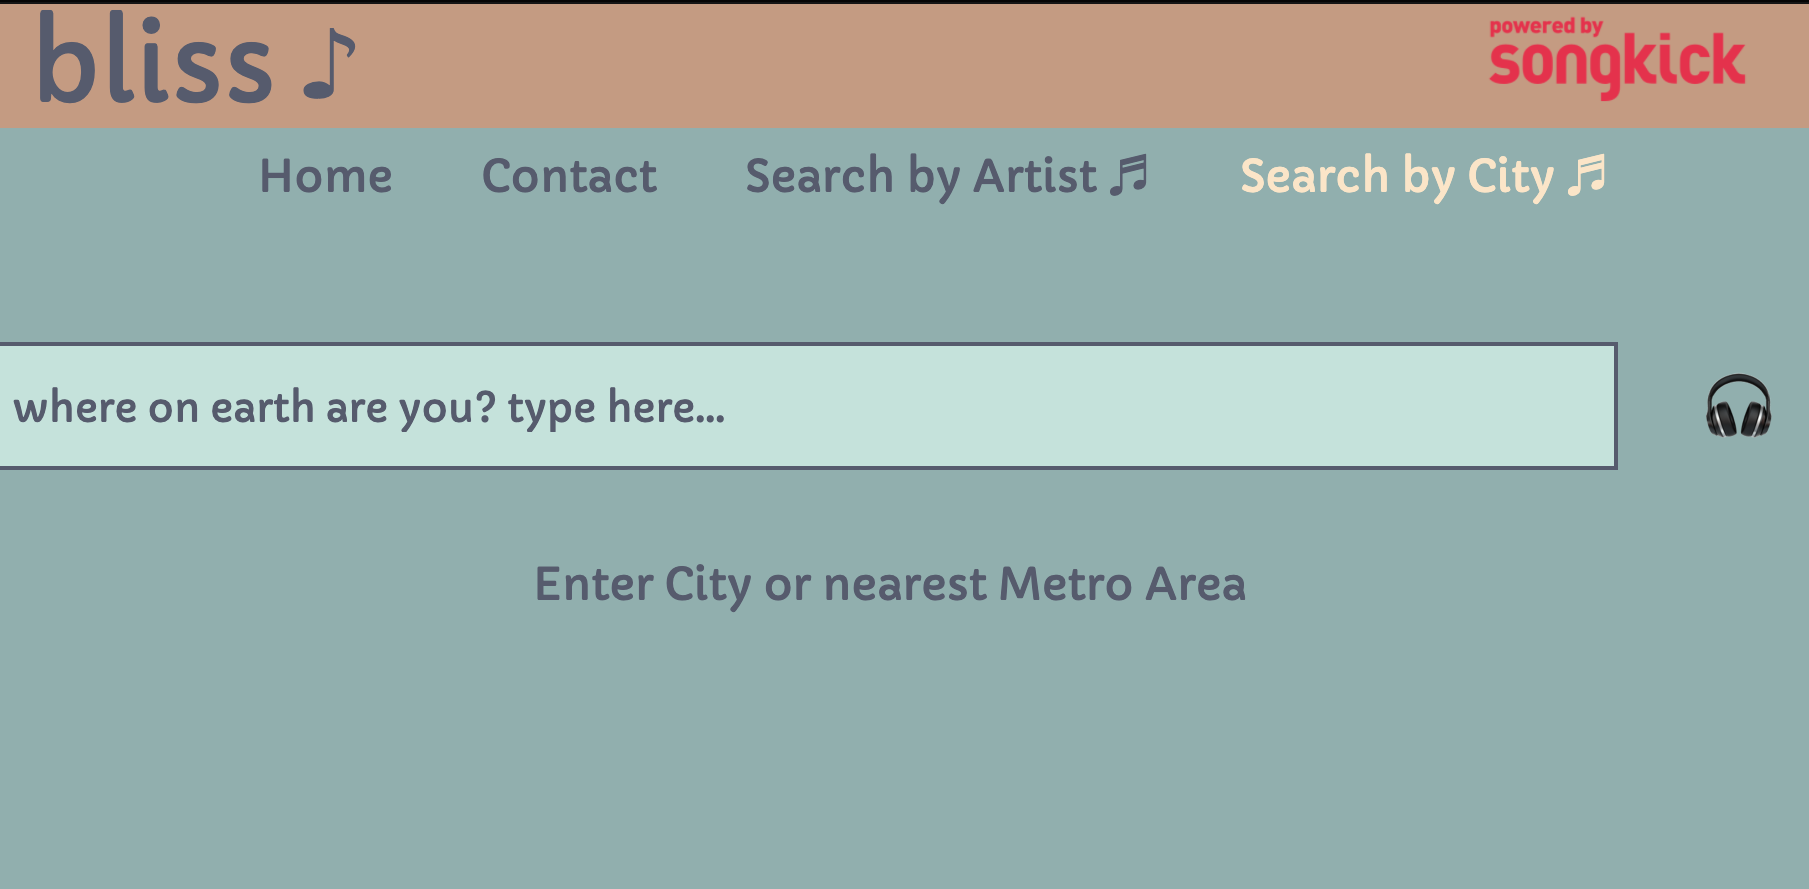 bliss ♪
powered by
songkick
Home Contact Search by Artist ♬ Search by City ♬
where on earth are you? type here...
Enter City or nearest Metro Area